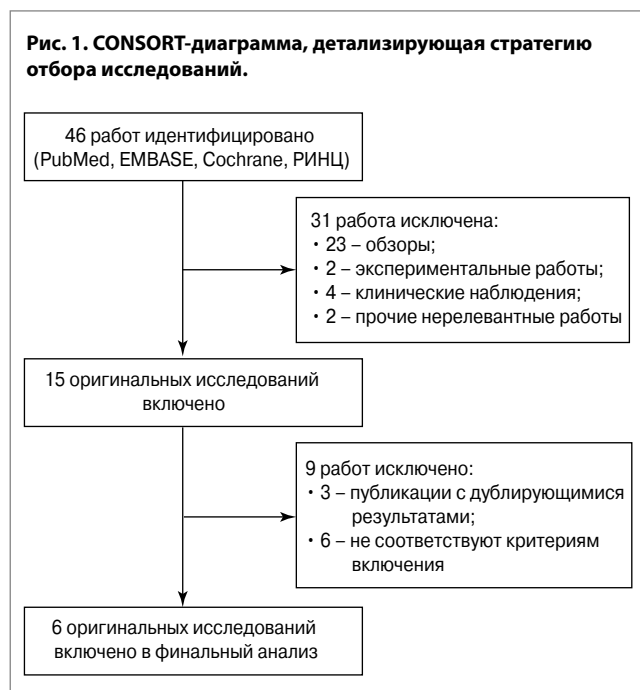 Рис. 1. CONSORT-диаграмма, детализирующая стратегию
отбора исследований.
46 работ идентифицировано
(PubMed, EMBASE, Cochrane, РИНЦ)
31 работа исключена:
• 23 – обзоры;
• 2 – экспериментальные работы;
• 4 – клинические наблюдения;
• 2 – прочие нерелевантные работы
15 оригинальных исследований
включено
9 работ исключено:
• 3 – публикации с дублирующимися
результатами;
• 6 – не соответствуют критериям
включения
6 оригинальных исследований
включено в финальный анализ